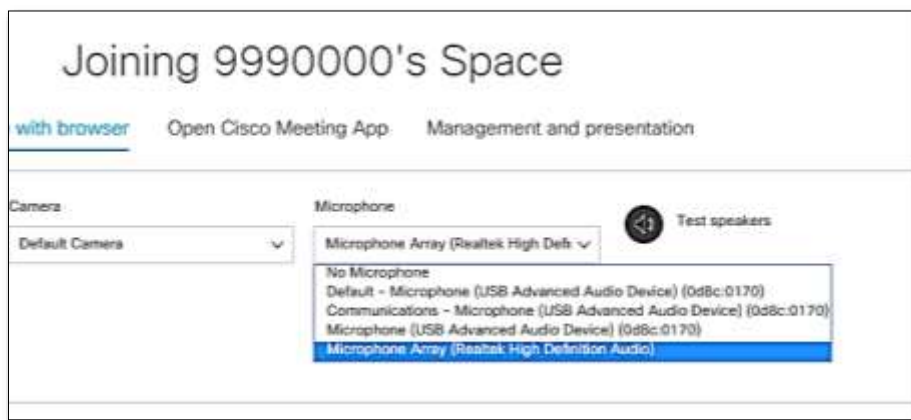 Joining 9990000's Space
with browser Open Cisco Meeting App Management and presentation
Camera Microphone
Test speakers
Default Camera Microphone Array (Realtek High Defi
No Microphone
Default - Microphone (USB Advanced Audio Device) (0d8c:0170)
Communications - Microphone (USB Advanced Audio Device) (0d8c:0170)
Microphone (USB Advanced Audio Device) (0d8c:0170)
Microphone Array (Realtek High Definition Audio)